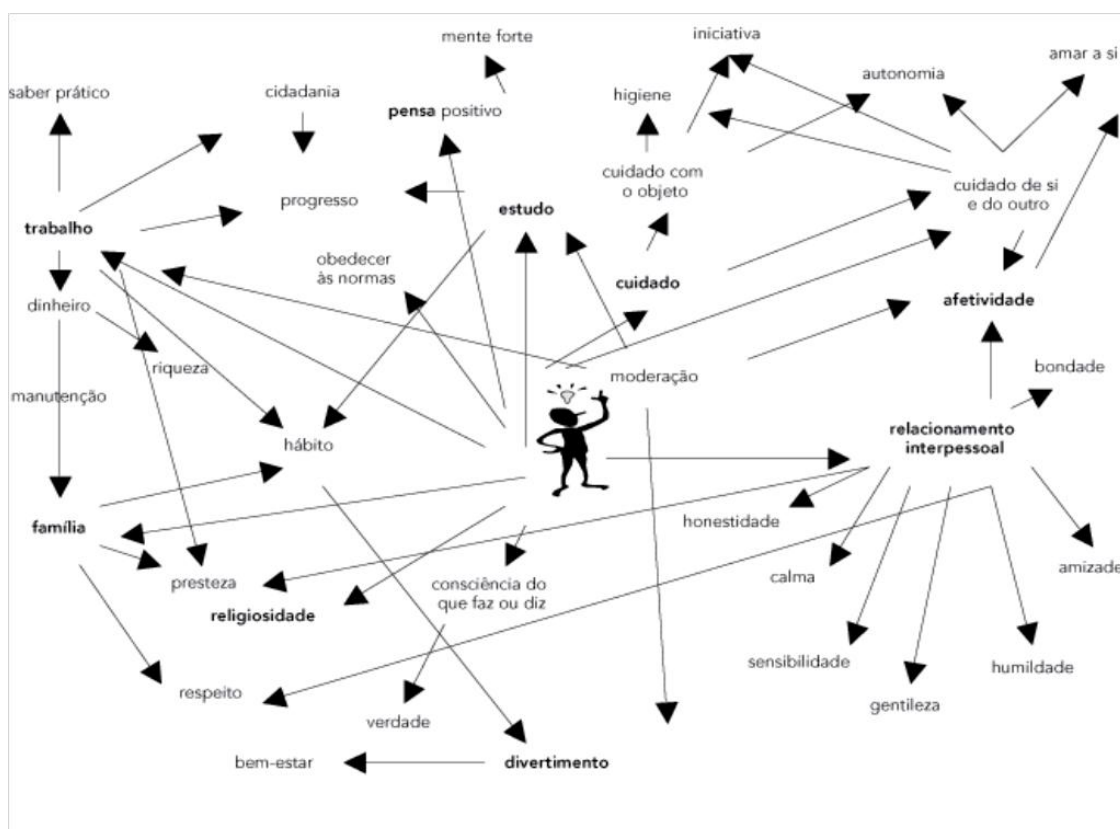 mente forte
iniciativa
amar a si
autonomia
saber prático
cidadania
higiene
pensa positivo
cuidado com
o objeto
cuidado de si
e do outro
progresso
estudo
trabalho
obedecer
às normas
cuidado
afetividade
dinheiro
riqueza
moderação
bondade
manutenção
hábito
relacionamento
interpessoal
família
honestidade
presteza
consciência do
que faz ou diz
calma
amizade
religiosidade
sensibilidade
humildade
respeito
gentileza
verdade
bem-estar
divertimento